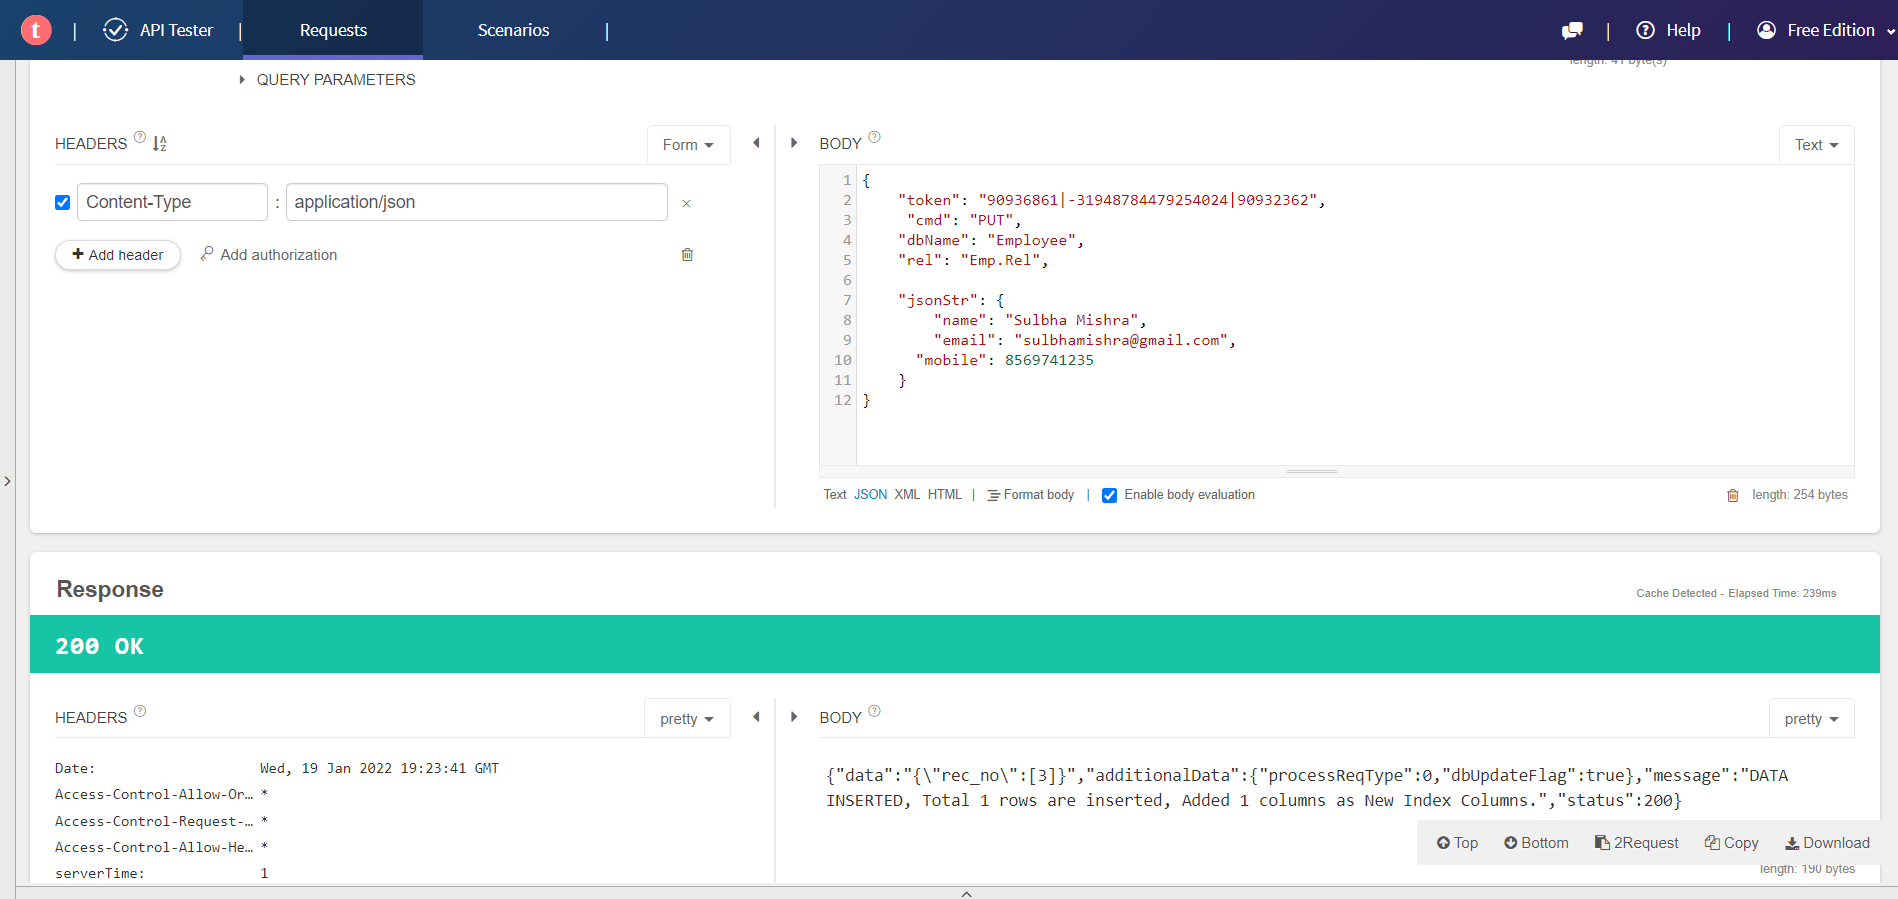 t | API Tester | Requests Scenarios | | Help | Free Edition
length: 41 byte(s)
QUERY PARAMETERS
HEADERS ? Form
BODY ? Text
Content-Type : application/json ×
+ Add header Add authorization
1 {
2 "token": "90936861|-31948784479254024|90932362",
3 "cmd": "PUT",
4 "dbName": "Employee",
5 "rel": "Emp.Rel",
6
7 "jsonStr": {
8 "name": "Sulbha Mishra",
9 "email": "sulbhamishra@gmail.com",
10 "mobile": 8569741235
11 }
12 }
Text JSON XML HTML | Format body | Enable body evaluation length: 254 bytes
Response
Cache Detected - Elapsed Time: 239ms
200 OK
HEADERS ? pretty
BODY ? pretty
Date: Wed, 19 Jan 2022 19:23:41 GMT
Access-Control-Allow-Or… *
Access-Control-Request-… *
Access-Control-Allow-He… *
serverTime: 1
{"data":"{\"rec_no\":[3]}","additionalData":{"processReqType":0,"dbUpdateFlag":true},"message":"DATA
INSERTED, Total 1 rows are inserted, Added 1 columns as New Index Columns.","status":200}
Top Bottom 2Request Copy Download
length: 190 bytes